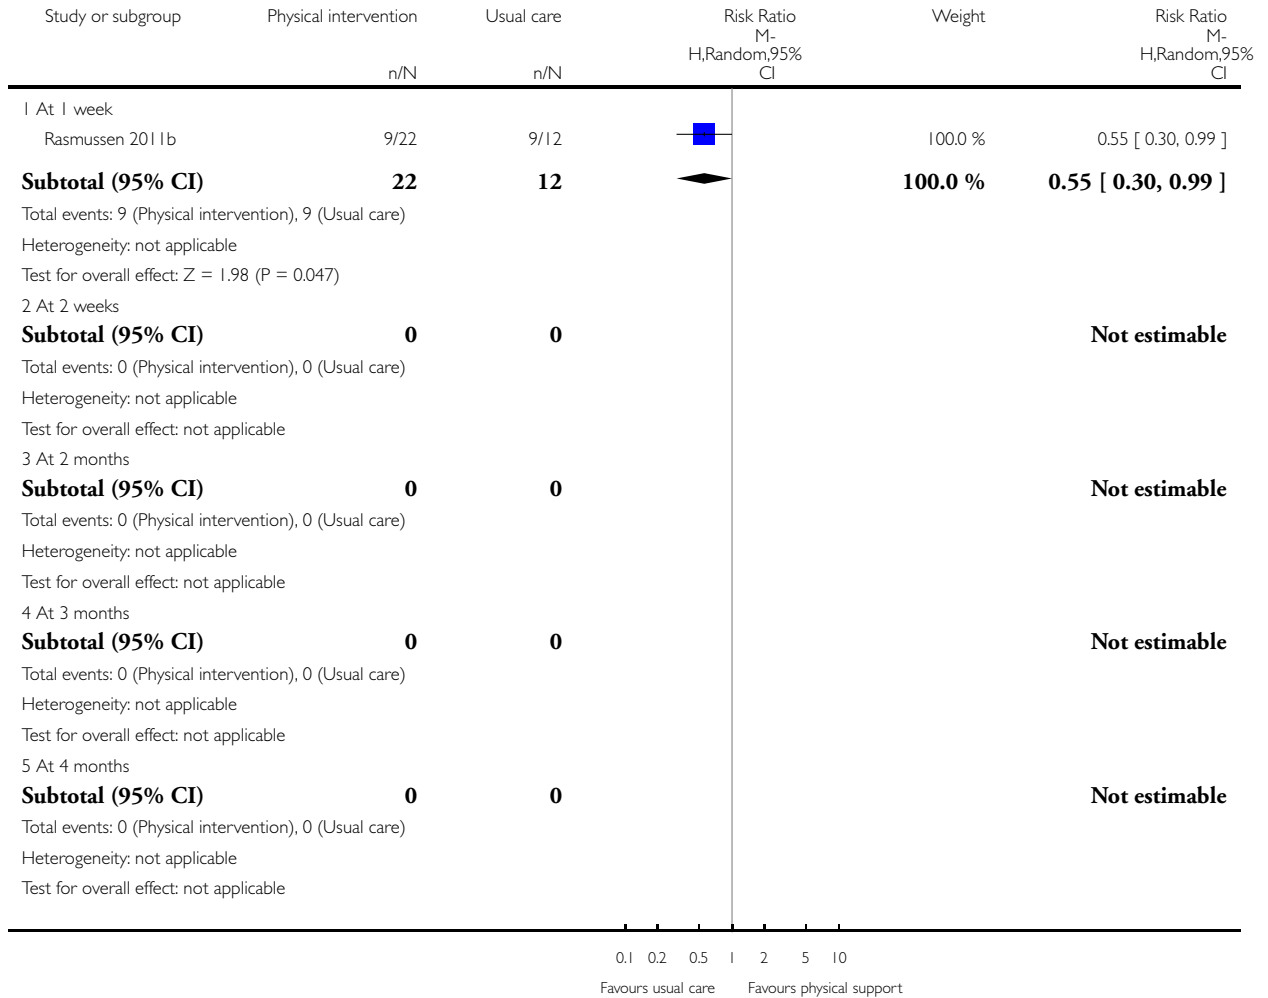 Study or subgroup Physical intervention Usual care Risk Ratio Weight Risk Ratio
M- M-
H,Random,95% H,Random,95%
n/N n/N CI CI
1 At 1 week
Rasmussen 2011b 9/22 9/12 100.0 % 0.55 [ 0.30, 0.99 ]
Subtotal (95% CI) 22 12 100.0 % 0.55 [ 0.30, 0.99 ]
Total events: 9 (Physical intervention), 9 (Usual care)
Heterogeneity: not applicable
Test for overall effect: Z = 1.98 (P = 0.047)
2 At 2 weeks
Subtotal (95% CI) 0 0 Not estimable
Total events: 0 (Physical intervention), 0 (Usual care)
Heterogeneity: not applicable
Test for overall effect: not applicable
3 At 2 months
Subtotal (95% CI) 0 0 Not estimable
Total events: 0 (Physical intervention), 0 (Usual care)
Heterogeneity: not applicable
Test for overall effect: not applicable
4 At 3 months
Subtotal (95% CI) 0 0 Not estimable
Total events: 0 (Physical intervention), 0 (Usual care)
Heterogeneity: not applicable
Test for overall effect: not applicable
5 At 4 months
Subtotal (95% CI) 0 0 Not estimable
Total events: 0 (Physical intervention), 0 (Usual care)
Heterogeneity: not applicable
Test for overall effect: not applicable
0.1 0.2 0.5 1 2 5 10
Favours usual care Favours physical support